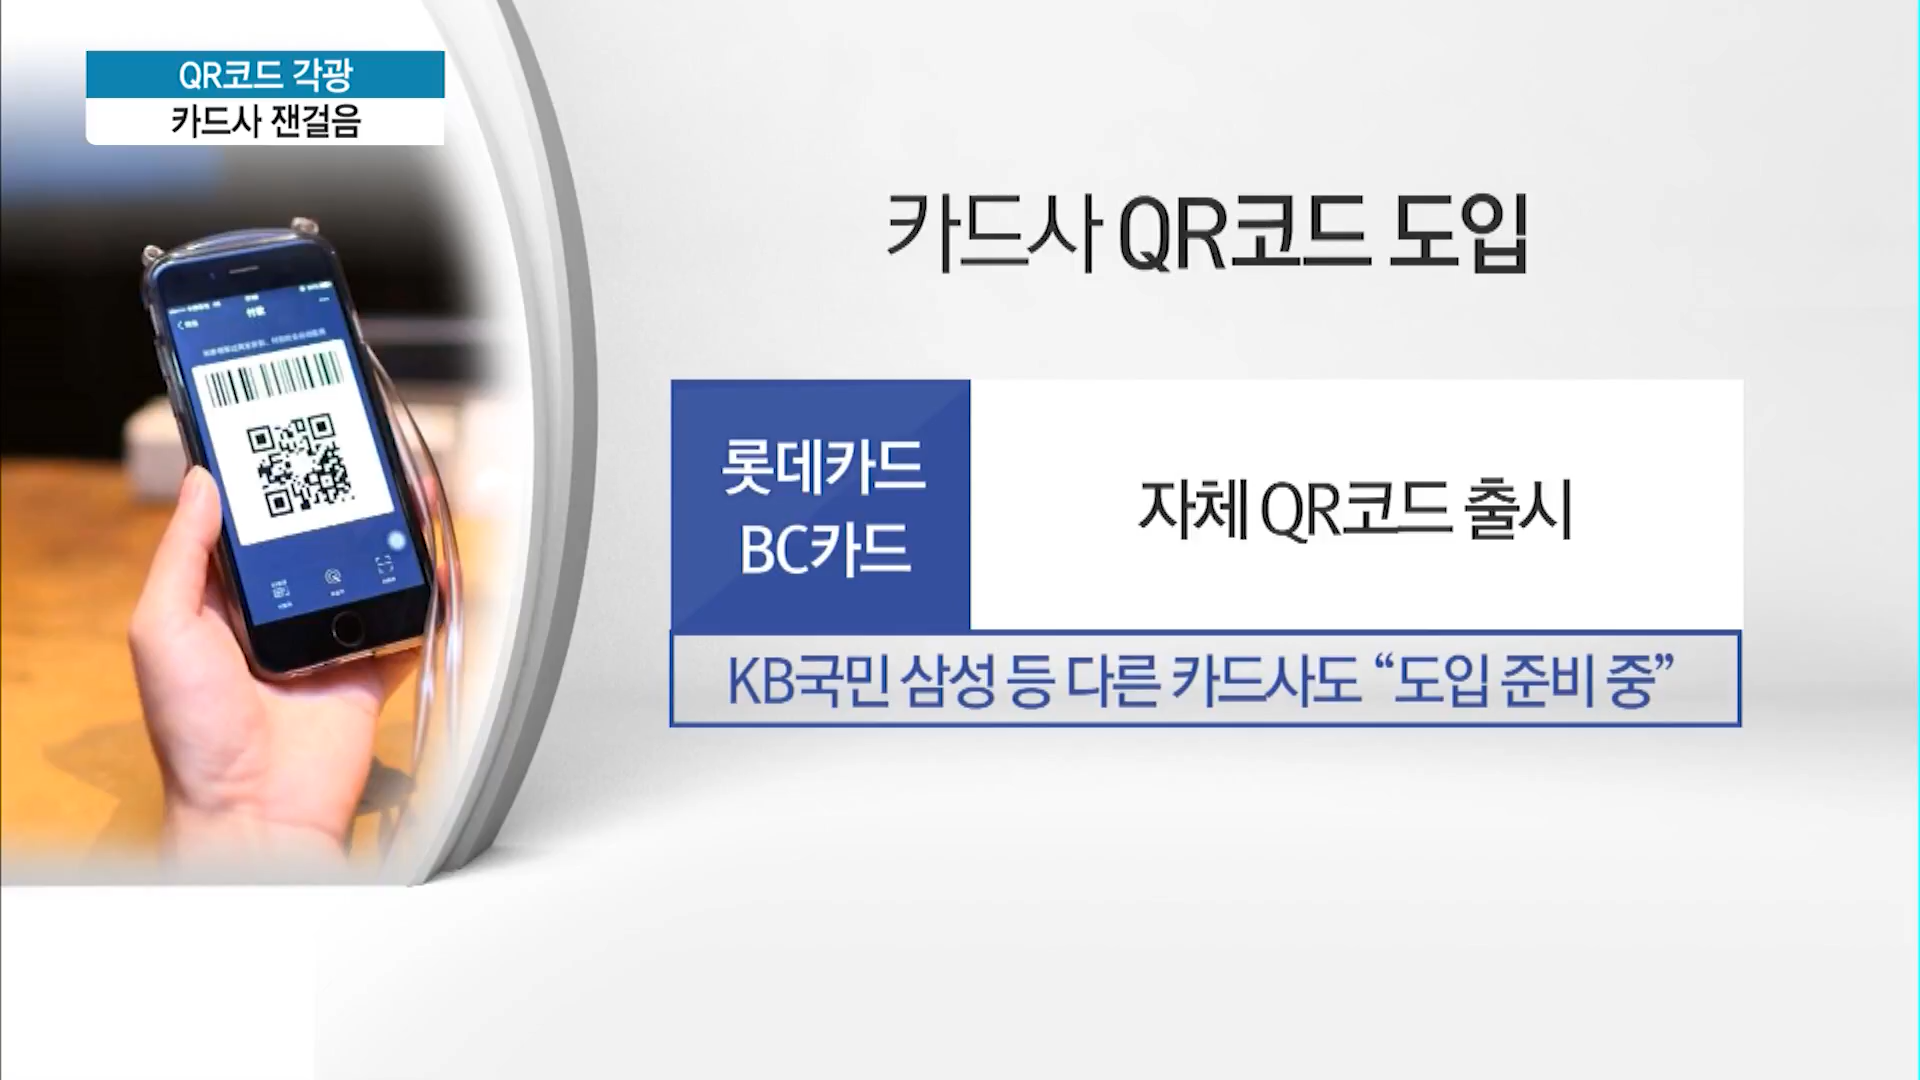 QR코드 각광
카드사 잰걸음
카드사 QR코드 도입
롯데카드
BC카드
자체 QR코드 출시
KB국민 삼성 등 다른 카드사도 “도입 준비 중”
付款